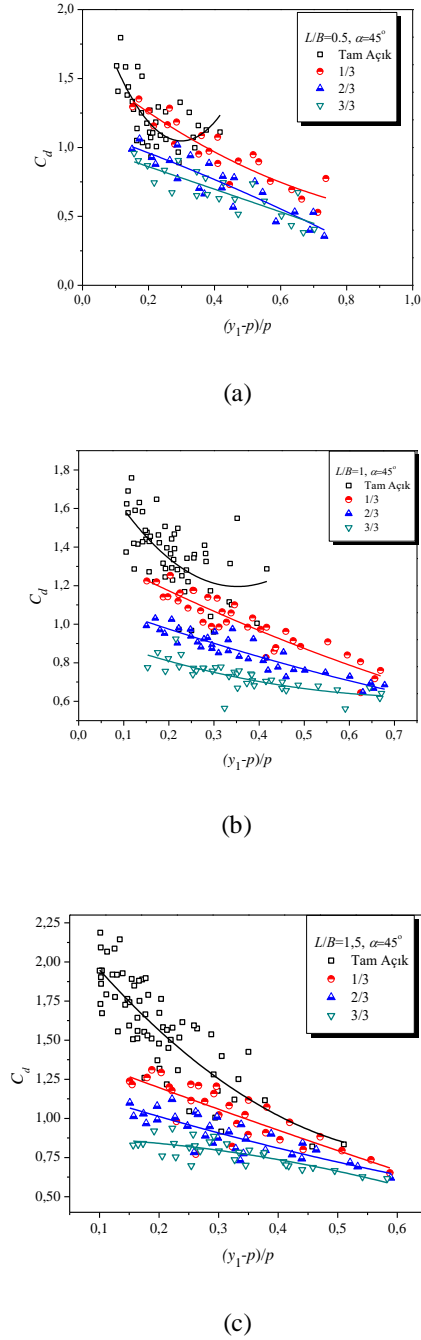 L/B=0.5, α=45°
Tam Açık
1/3
2/3
3/3
2,0
1,5
1,0
0,5
0,0
C_d
0,0 0,2 0,4 0,6 0,8 1,0
(y₁-p)/p
(a)
L/B=1, α=45°
Tam Açık
1/3
2/3
3/3
1,8
1,6
1,4
1,2
1,0
0,8
0,6
C_d
0,0 0,1 0,2 0,3 0,4 0,5 0,6 0,7
(y₁-p)/p
(b)
L/B=1,5, α=45°
Tam Açık
1/3
2/3
3/3
2,25
2,00
1,75
1,50
1,25
1,00
0,75
0,50
C_d
0,1 0,2 0,3 0,4 0,5 0,6
(y₁-p)/p
(c)